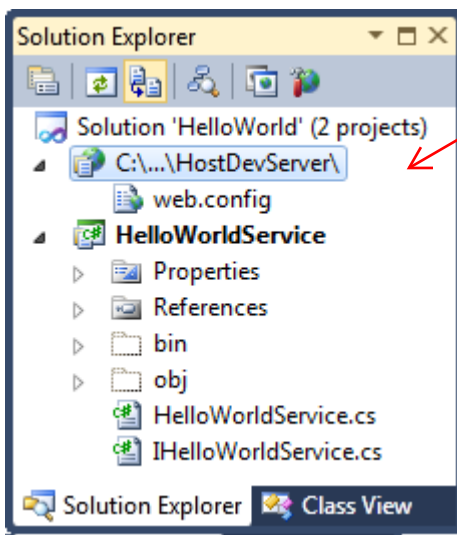 Solution Explorer
Solution 'HelloWorld' (2 projects)
C:\...\HostDevServer\
web.config
HelloWorldService
Properties
References
bin
obj
HelloWorldService.cs
IHelloWorldService.cs
Solution Explorer Class View